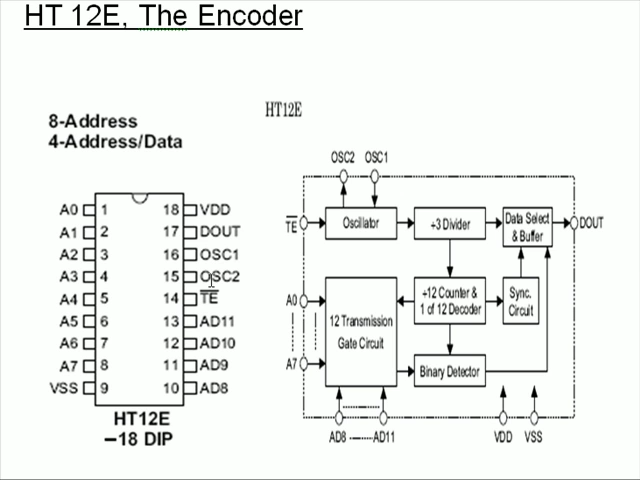 HT 12E, The Encoder
8-Address
4-Address/Data
A0 1 18 VDD
A1 2 17 DOUT
A2 3 16 OSC1
A3 4 15 OSC2
A4 5 14 TE
A5 6 13 AD11
A6 7 12 AD10
A7 8 11 AD9
VSS 9 10 AD8
HT12E
–18 DIP
HT12E
OSC2 OSC1
TE
Oscillator
÷3 Divider
Data Select
& Buffer
DOUT
A0
A7
12 Transmission
Gate Circuit
÷12 Counter &
1 of 12 Decoder
Sync.
Circuit
Binary Detector
AD8 AD11 VDD VSS